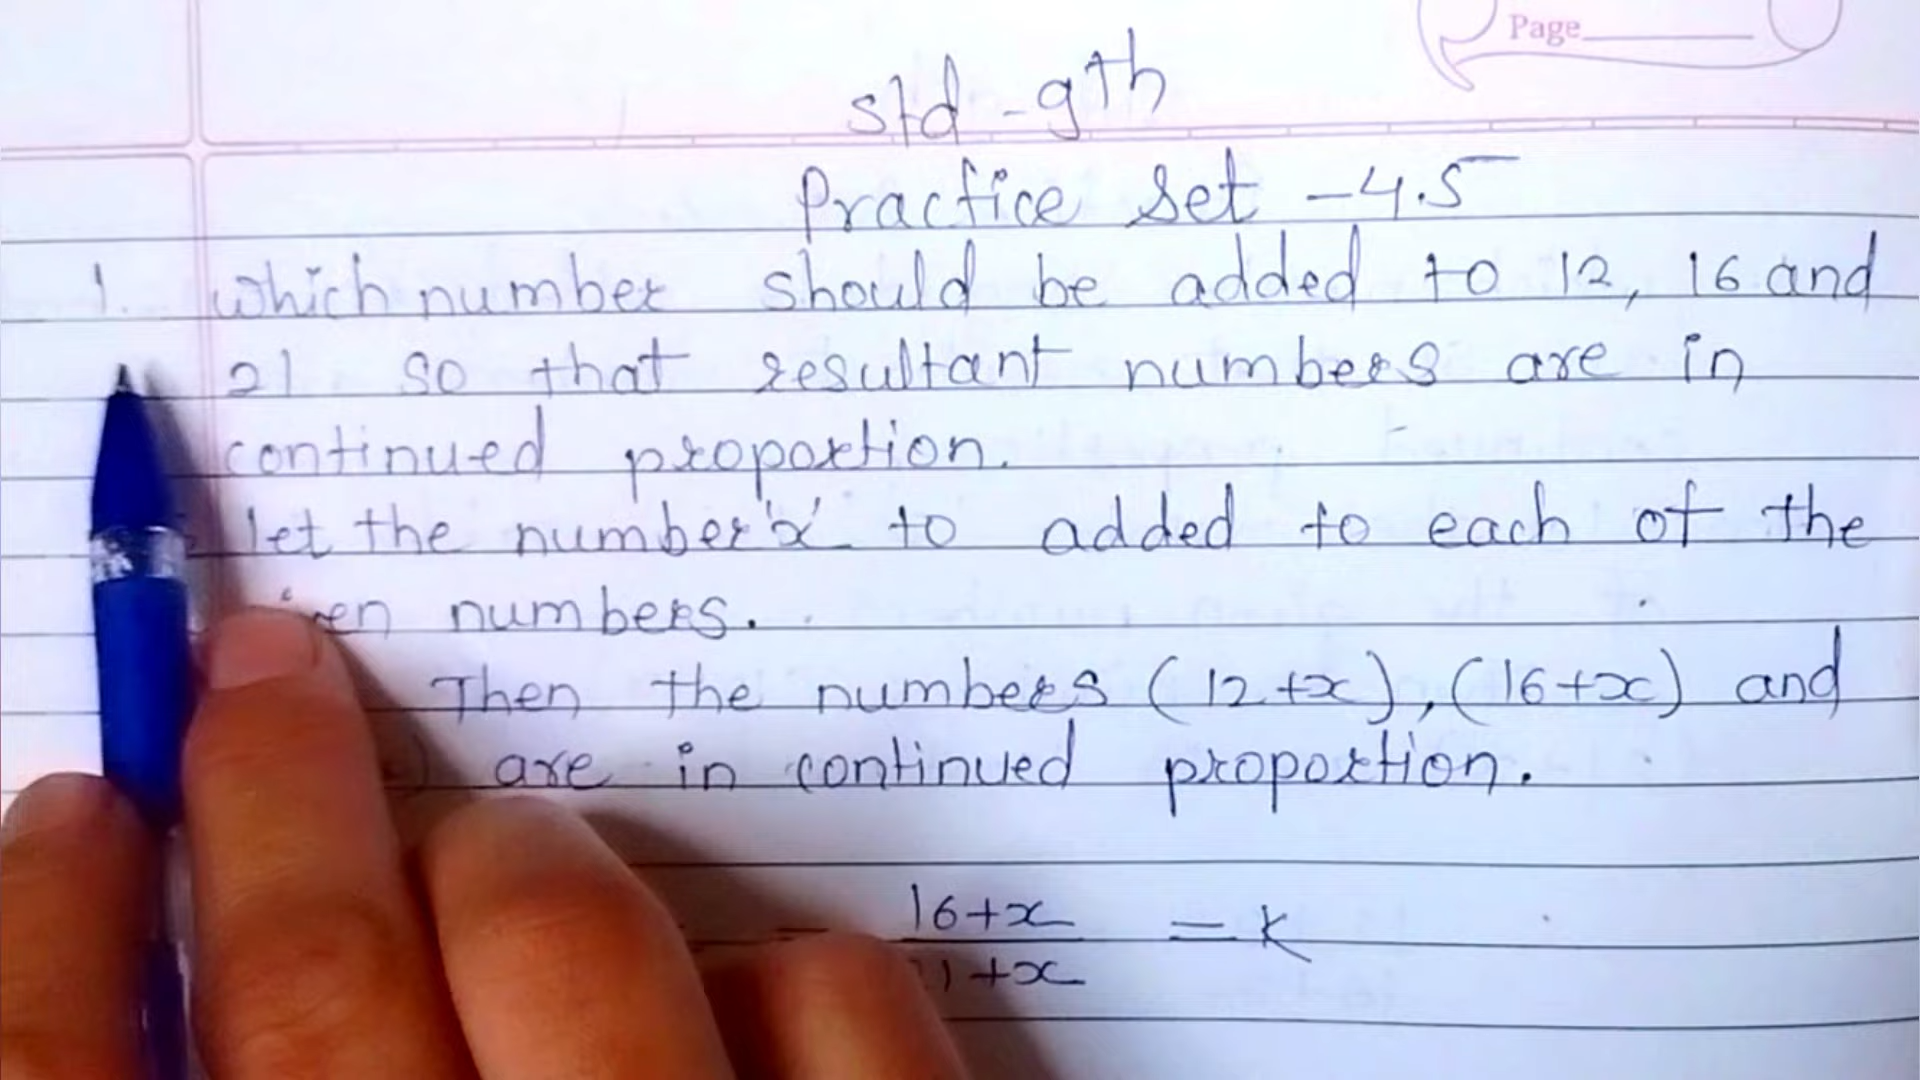 Page
std - 9th
Practice Set - 4.5
1. which number should be added to 12, 16 and
21 so that resultant numbers are in
continued proportion.
let the number 'x' to added to each of the
numbers.
Then the numbers (12+x), (16+x) and
are in continued proportion.
16+x = K
1+x